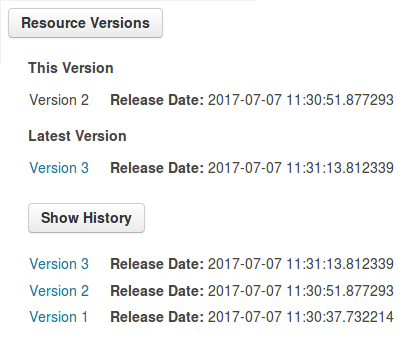 Resource Versions
This Version
Version 2 Release Date: 2017-07-07 11:30:51.877293
Latest Version
Version 3 Release Date: 2017-07-07 11:31:13.812339
Show History
Version 3 Release Date: 2017-07-07 11:31:13.812339
Version 2 Release Date: 2017-07-07 11:30:51.877293
Version 1 Release Date: 2017-07-07 11:30:37.732214